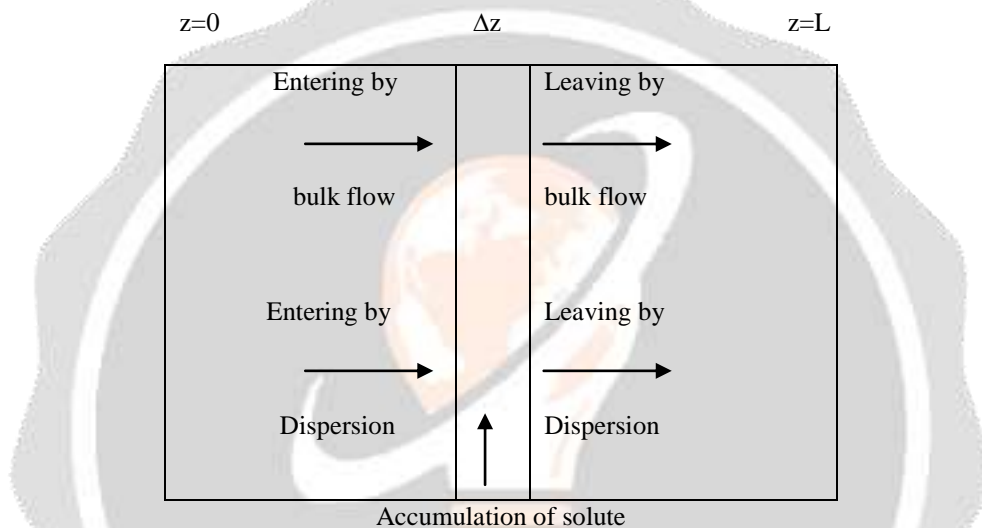 z=0 Δz z=L
Entering by Leaving by
bulk flow bulk flow
Entering by Leaving by
Dispersion Dispersion
Accumulation of solute